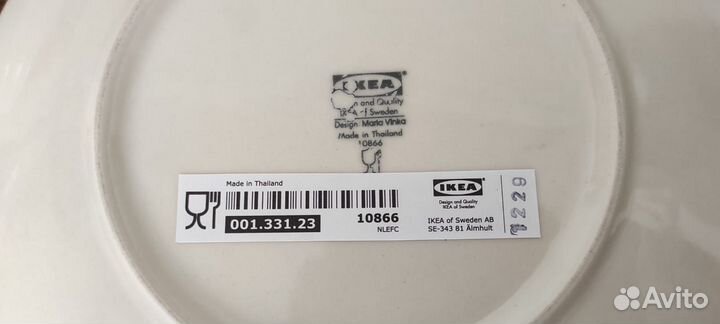 IKEA
and Quality
IKEA of Sweden
Design: Maria Vinka
Made in Thailand
10866
Made in Thailand
001.331.23
10866
NLEFC
IKEA
Design and Quality
IKEA of Sweden
IKEA of Sweden AB
SE-343 81 Älmhult
1229
Avito